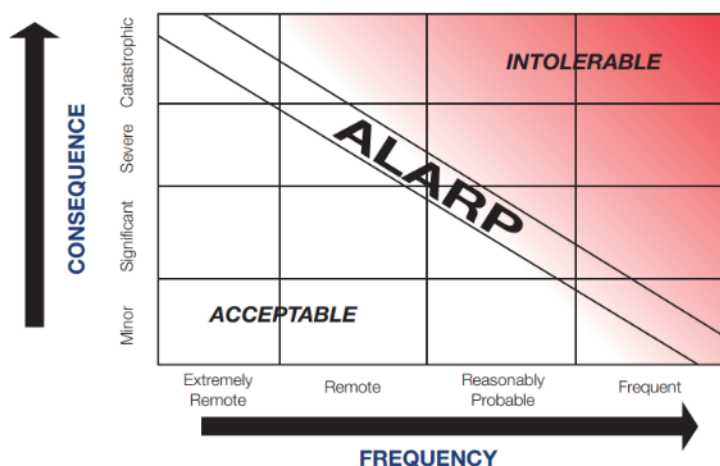 CONSEQUENCE
Catastrophic
Severe
Significant
Minor
INTOLERABLE
ALARP
ACCEPTABLE
Extremely
Remote
Remote
Reasonably
Probable
Frequent
FREQUENCY